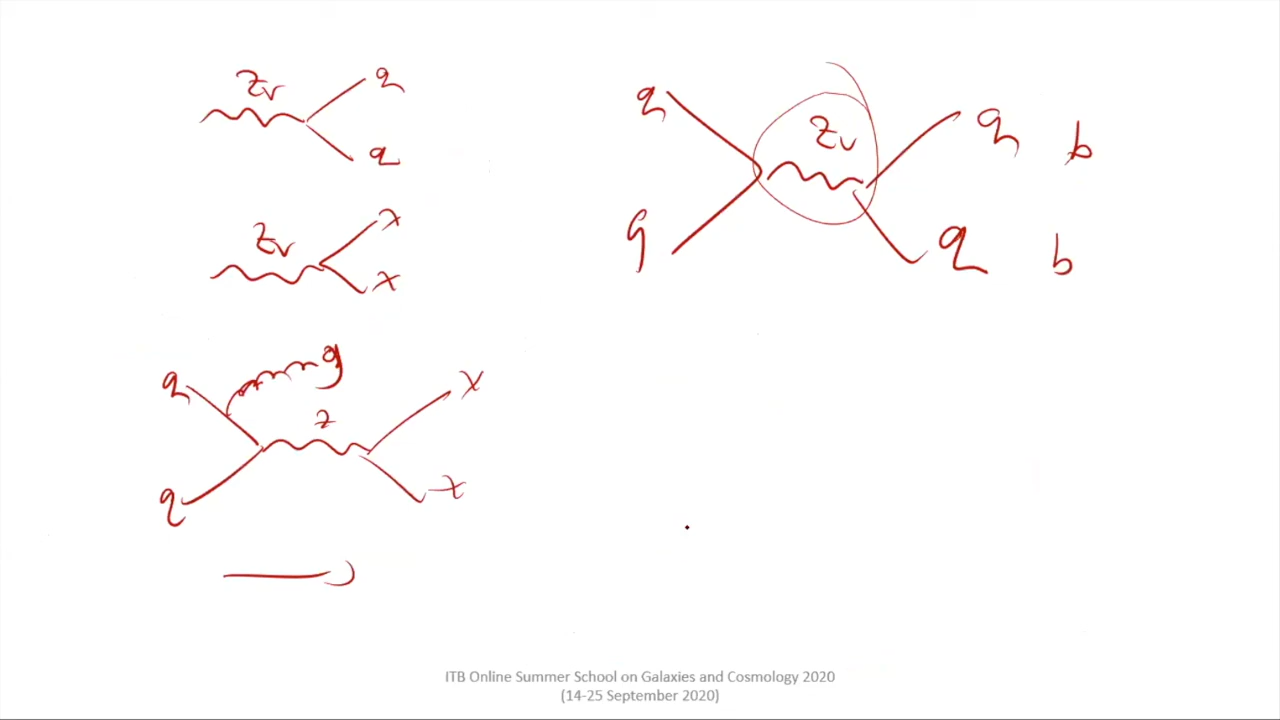 Zv q
q
Zv χ
χ
q g
z χ
q χ
q Zv q b
q q b
ITB Online Summer School on Galaxies and Cosmology 2020
(14-25 September 2020)